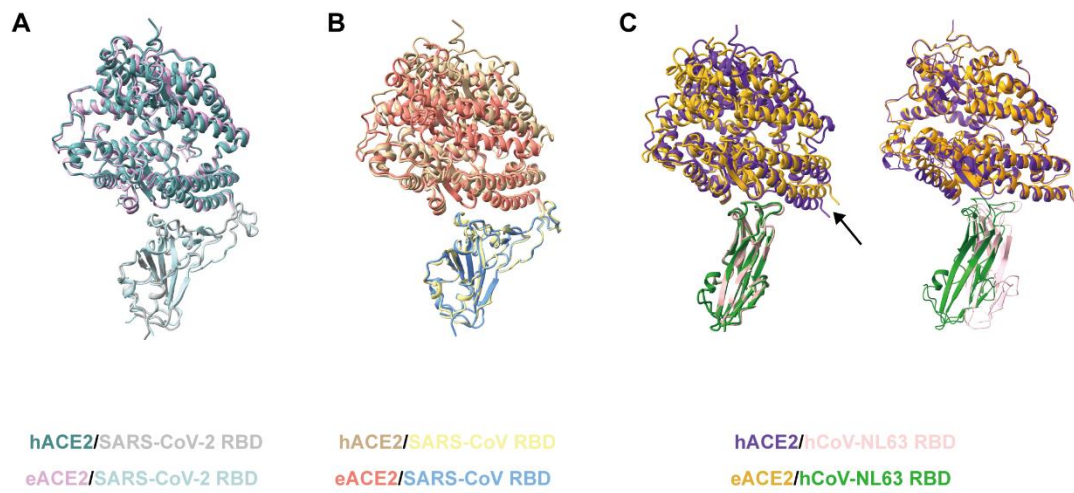 A B C
hACE2/SARS-CoV-2 RBD hACE2/SARS-CoV RBD hACE2/hCoV-NL63 RBD
eACE2/SARS-CoV-2 RBD eACE2/SARS-CoV RBD eACE2/hCoV-NL63 RBD